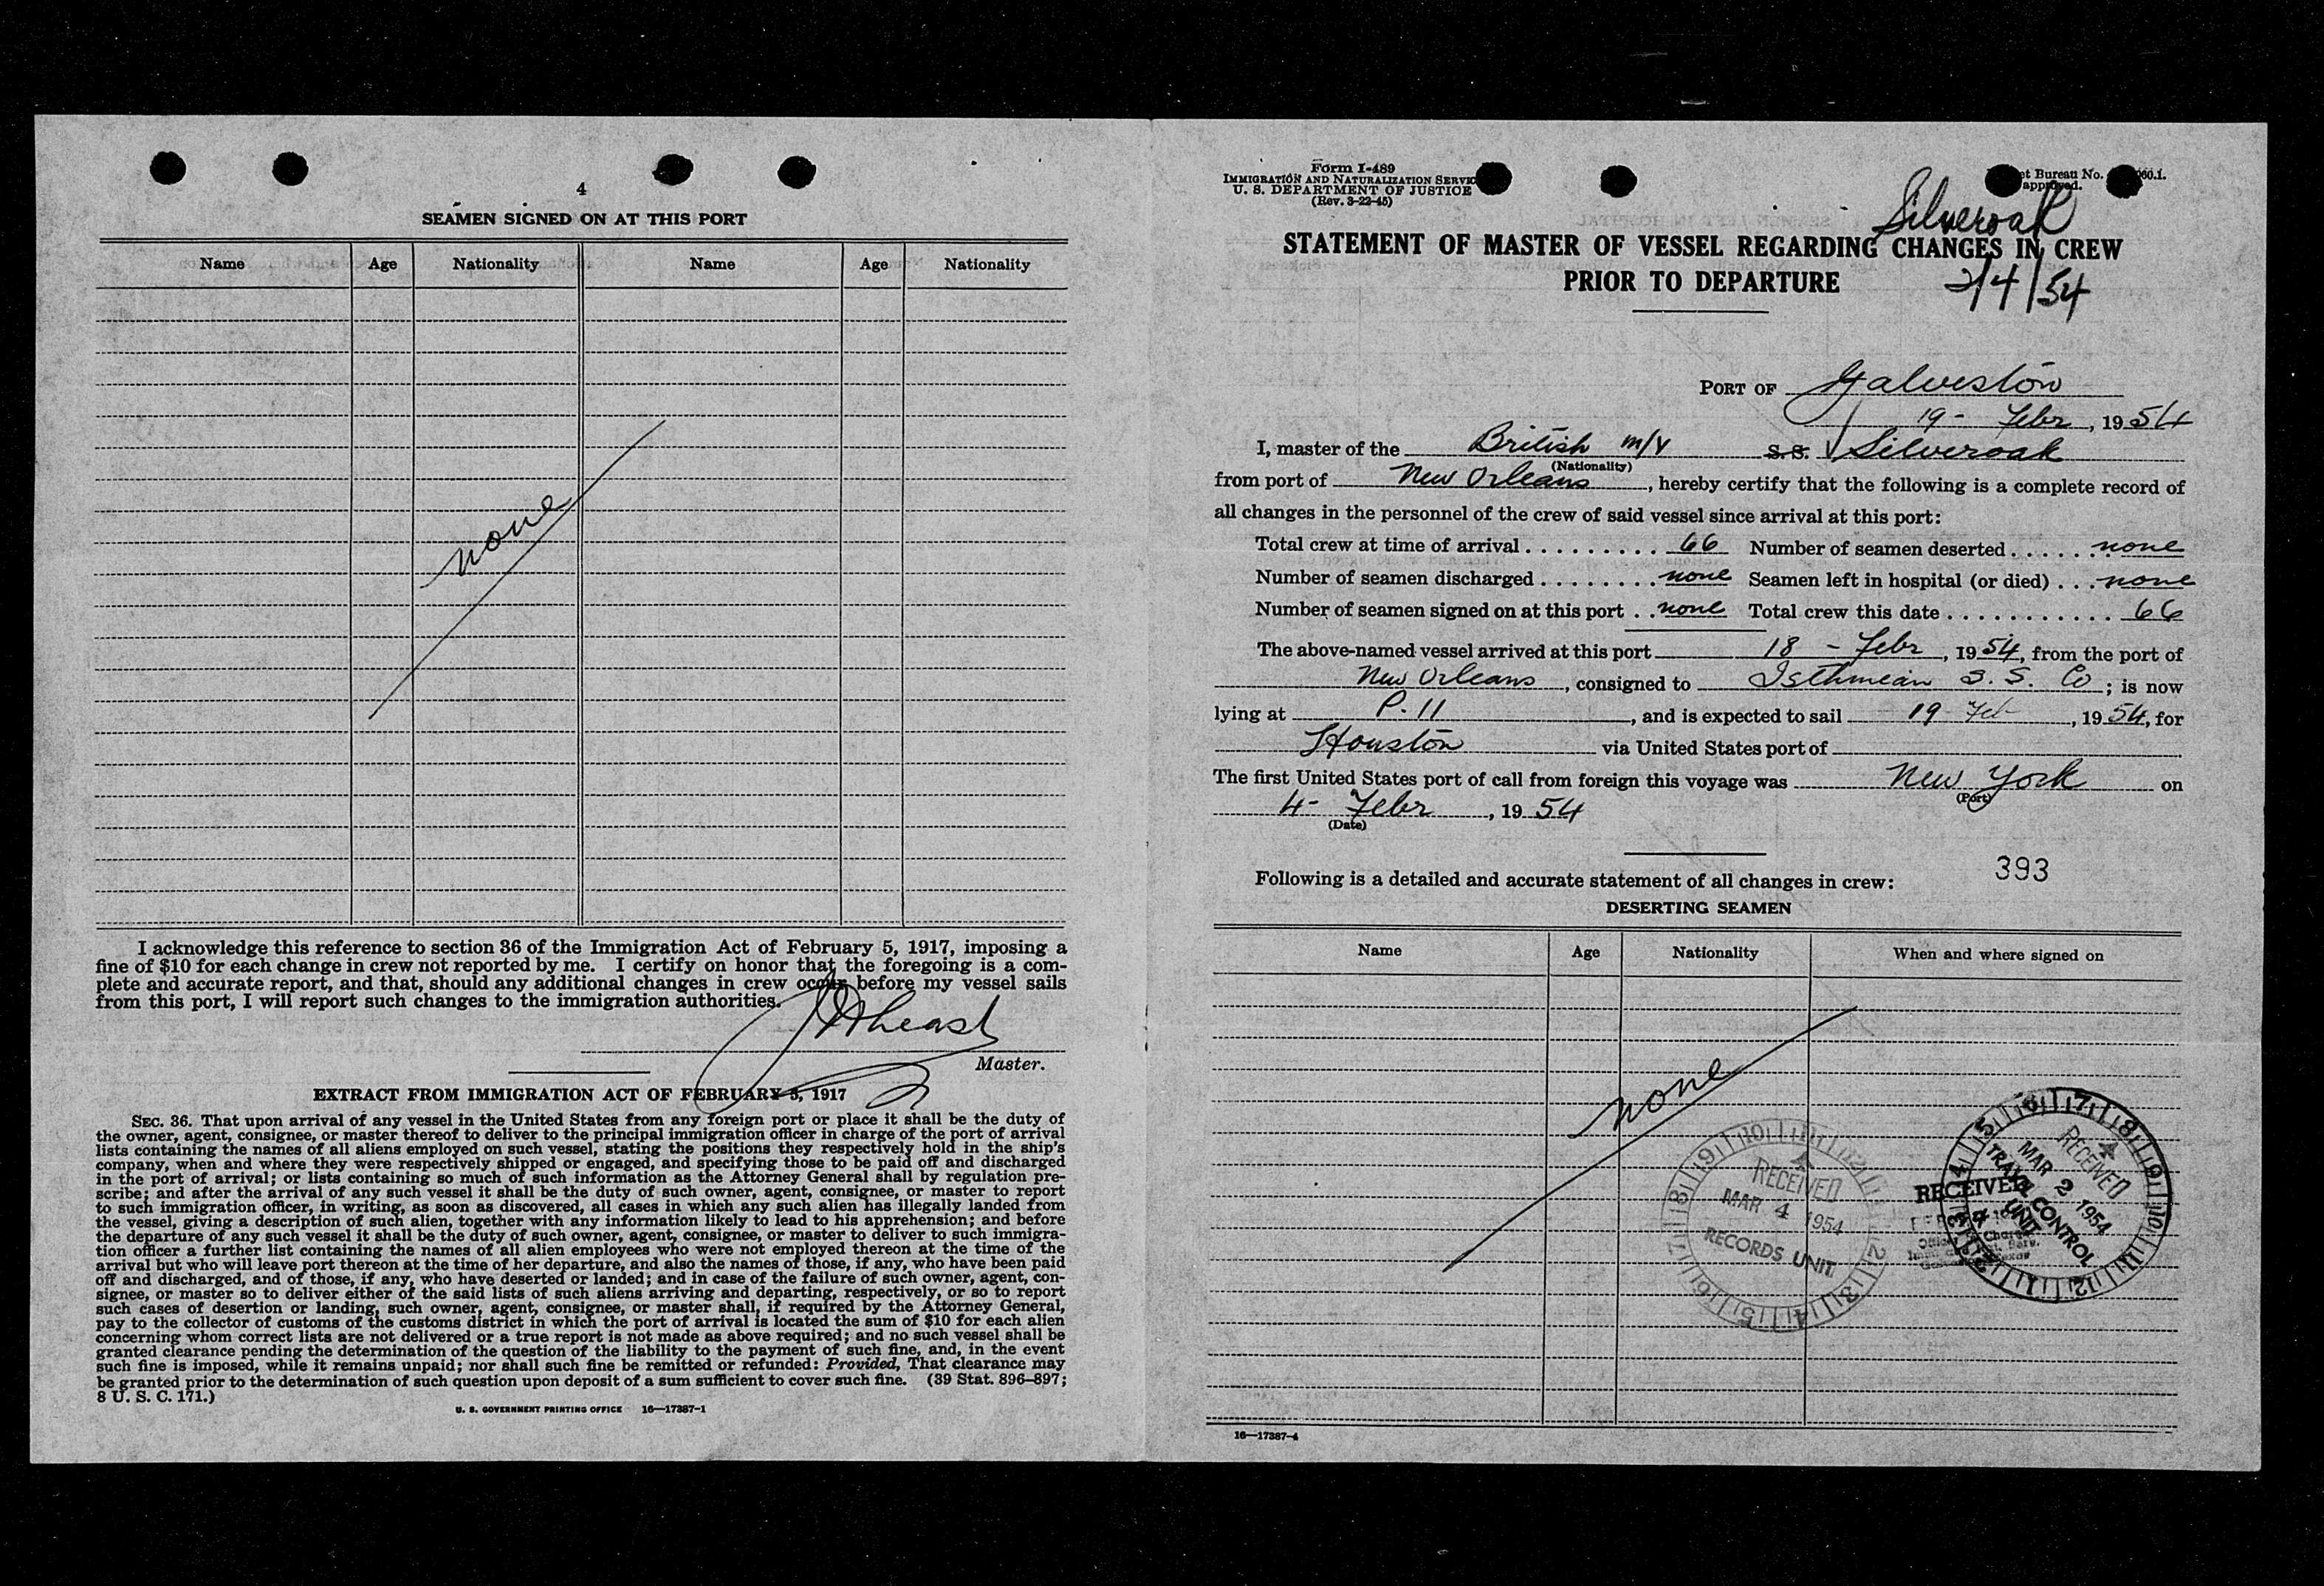 4
SEAMEN SIGNED ON AT THIS PORT
Name Age Nationality Name Age Nationality
none
I acknowledge this reference to section 36 of the Immigration Act of February 5, 1917, imposing a
fine of $10 for each change in crew not reported by me. I certify on honor that the foregoing is a com-
plete and accurate report, and that, should any additional changes in crew occur before my vessel sails
from this port, I will report such changes to the immigration authorities.
Master.
EXTRACT FROM IMMIGRATION ACT OF FEBRUARY 5, 1917
SEC. 36. That upon arrival of any vessel in the United States from any foreign port or place it shall be the duty of
the owner, agent, consignee, or master thereof to deliver to the principal immigration officer in charge of the port of arrival
lists containing the names of all aliens employed on such vessel, stating the positions they respectively hold in the ship's
company, when and where they were respectively shipped or engaged, and specifying those to be paid off and discharged
in the port of arrival; or lists containing so much of such information as the Attorney General shall by regulation pre-
scribe; and after the arrival of any such vessel it shall be the duty of such owner, agent, consignee, or master to report
to such immigration officer, in writing, as soon as discovered, all cases in which any such alien has illegally landed from
the vessel, giving a description of such alien, together with any information likely to lead to his apprehension; and before
the departure of any such vessel it shall be the duty of such owner, agent, consignee, or master to deliver to such immigra-
tion officer a further list containing the names of all alien employees who were not employed thereon at the time of the
arrival but who will leave port thereon at the time of her departure, and also the names of those, if any, who have been paid
off and discharged, and of those, if any, who have deserted or landed; and in case of the failure of such owner, agent, con-
signee, or master so to deliver either of the said lists of such aliens arriving and departing, respectively, or so to report
such cases of desertion or landing, such owner, agent, consignee, or master shall, if required by the Attorney General,
pay to the collector of customs of the customs district in which the port of arrival is located the sum of $10 for each alien
concerning whom correct lists are not delivered or a true report is not made as above required; and no such vessel shall be
granted clearance pending the determination of the question of the liability to the payment of such fine, and, in the event
such fine is imposed, while it remains unpaid; nor shall such fine be remitted or refunded: Provided, That clearance may
be granted prior to the determination of such question upon deposit of a sum sufficient to cover such fine. (39 Stat. 896–897;
8 U. S. C. 171.)
U. S. GOVERNMENT PRINTING OFFICE 16—17387-1
Form I-489
IMMIGRATION AND NATURALIZATION SERVIC
U. S. DEPARTMENT OF JUSTICE
(Rev. 3-22-45)
et Bureau No. 060.1.
approved.
Silveroak
STATEMENT OF MASTER OF VESSEL REGARDING CHANGES IN CREW
PRIOR TO DEPARTURE
2/4/54
PORT OF Galveston
19- Febr, 1954
I, master of the British m/v S. S. Silveroak
(Nationality)
from port of New Orleans, hereby certify that the following is a complete record of
all changes in the personnel of the crew of said vessel since arrival at this port:
Total crew at time of arrival 66 Number of seamen deserted none
Number of seamen discharged none Seamen left in hospital (or died) none
Number of seamen signed on at this port none Total crew this date 66
The above-named vessel arrived at this port 18 - Febr, 1954, from the port of
New Orleans, consigned to Isthmian S. S. Co; is now
lying at P. 11, and is expected to sail 19 Feb, 1954, for
Houston via United States port of
The first United States port of call from foreign this voyage was New York on
(Port)
4- Febr, 1954
(Date)
393
Following is a detailed and accurate statement of all changes in crew:
DESERTING SEAMEN
Name Age Nationality When and where signed on
none
RECEIVED
MAR 4 1954
RECORDS UNIT
RECEIVED
RECEIVED
MAR 2 1954
TRAVEL CONTROL
UNIT
16—17387-4